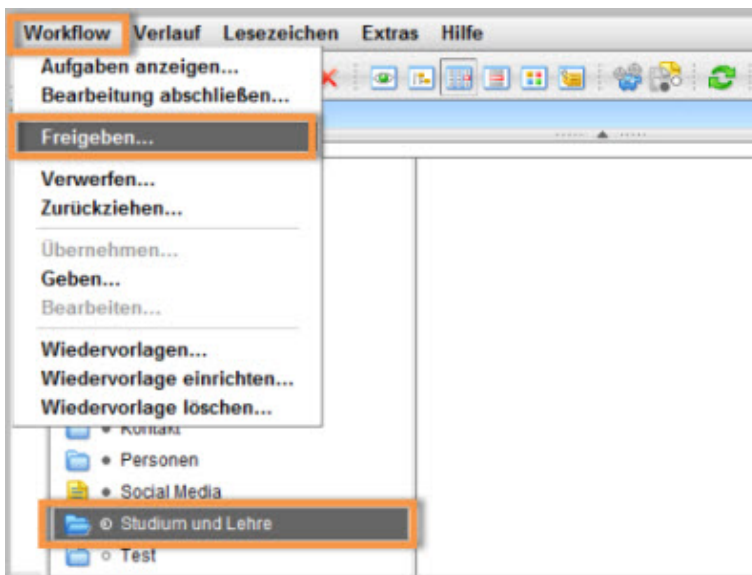 Workflow Verlauf Lesezeichen Extras Hilfe
Aufgaben anzeigen...
Bearbeitung abschließen...
Freigeben...
Verwerfen...
Zurückziehen...
Übernehmen...
Geben...
Bearbeiten...
Wiedervorlagen...
Wiedervorlage einrichten...
Wiedervorlage löschen...
Kontakt
Personen
Social Media
Studium und Lehre
Test